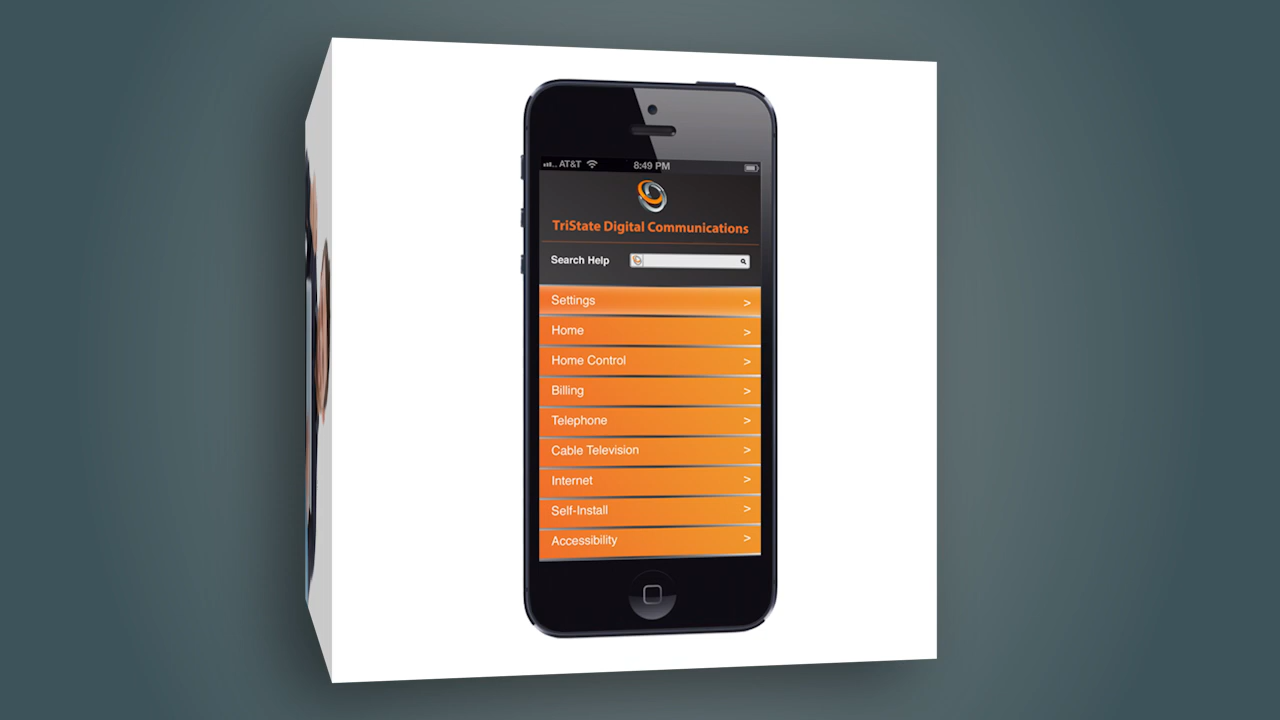 AT&T 8:49 PM
TriState Digital Communications
Search Help
Settings >
Home >
Home Control >
Billing >
Telephone >
Cable Television >
Internet >
Self-Install >
Accessibility >